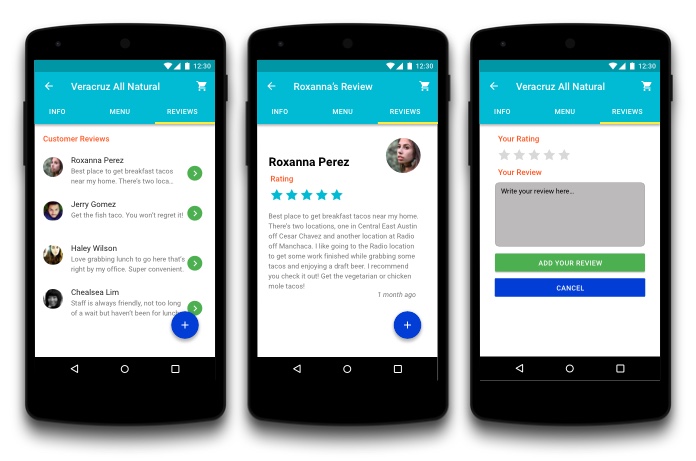 12:30
Veracruz All Natural
INFO MENU REVIEWS
Customer Reviews
Roxanna Perez
Best place to get breakfast tacos
near my home. There's two loca...
Jerry Gomez
Get the fish taco. You won't regret it!
Haley Wilson
Love grabbing lunch to go here that's
right by my office. Super convenient.
Chealsea Lim
Staff is always friendly, not too long
of a wait but haven't been for lunch
12:30
Roxanna's Review
INFO MENU REVIEWS
Roxanna Perez
Rating
Best place to get breakfast tacos near my home.
There's two locations, one in Central East Austin
off Cesar Chavez and another location at Radio
off Manchaca. I like going to the Radio location
to get some work finished while grabbing some
tacos and enjoying a draft beer. I recommend
you check it out! Get the vegetarian or chicken
mole tacos!
1 month ago
12:30
Veracruz All Natural
INFO MENU REVIEWS
Your Rating
Your Review
Write your review here...
ADD YOUR REVIEW
CANCEL